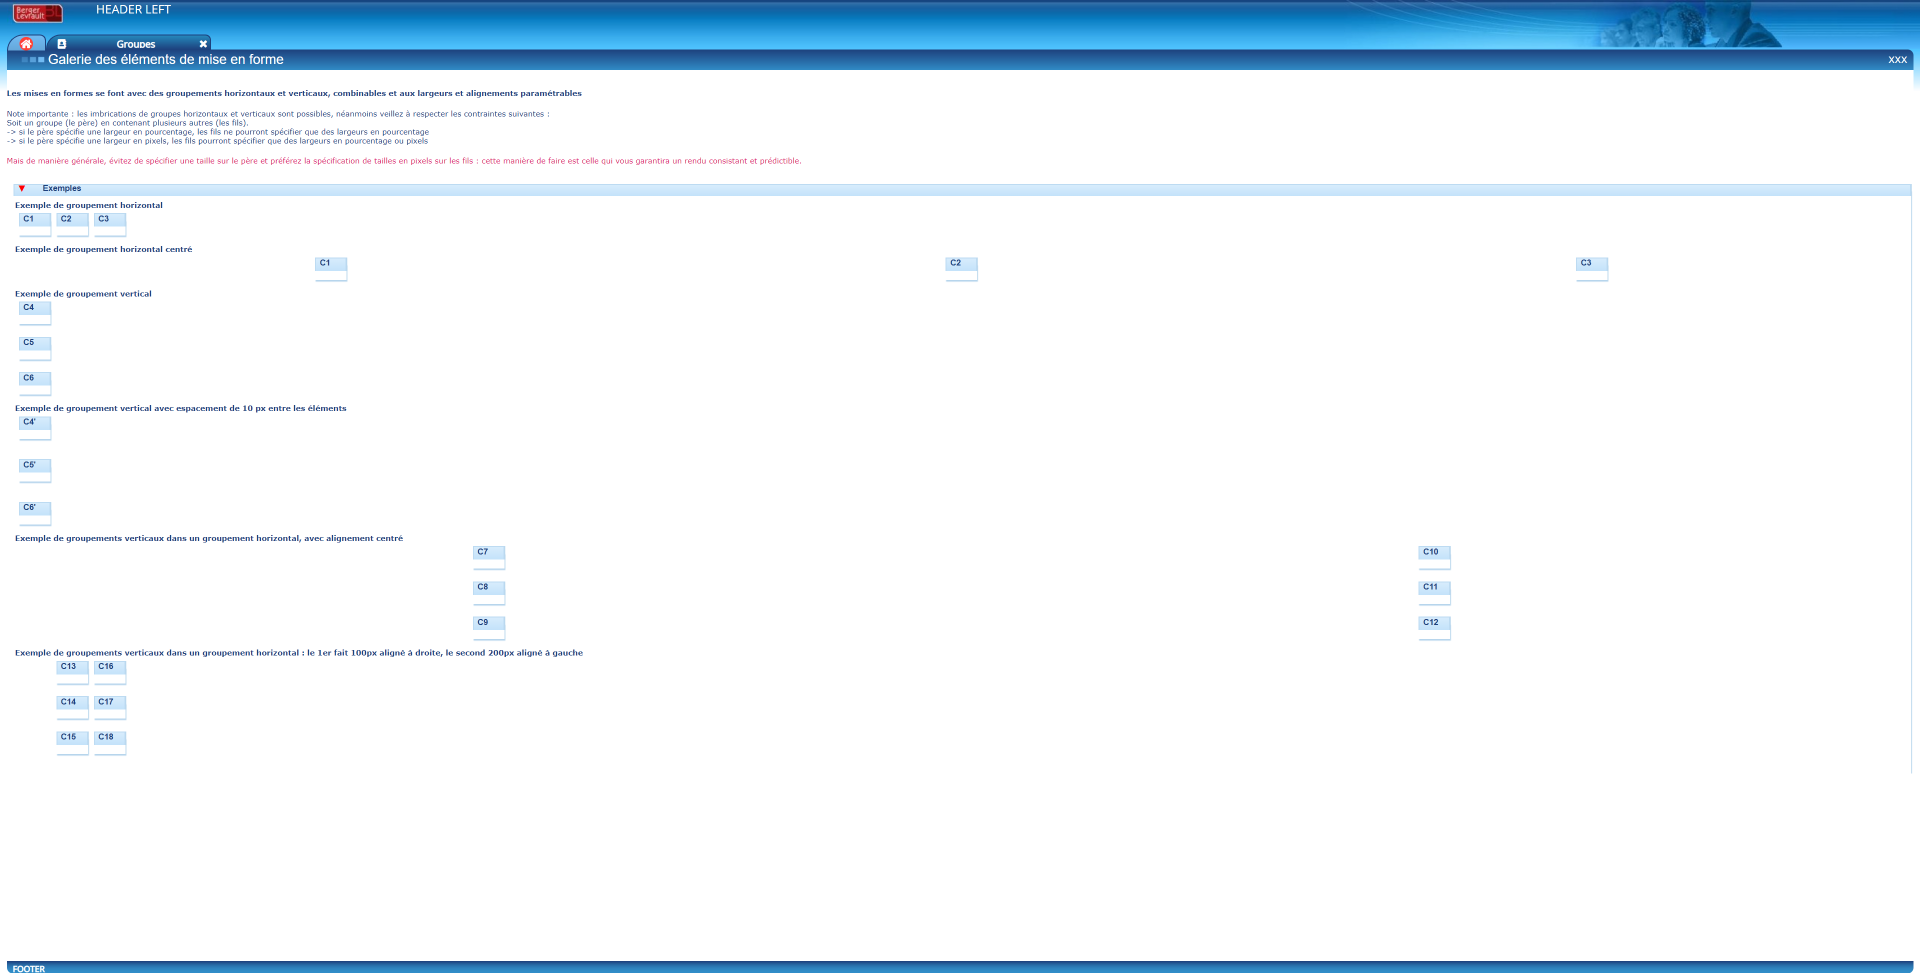 Berger Levrault BL
HEADER LEFT
Groupes
Galerie des éléments de mise en forme
XXX
Les mises en formes se font avec des groupements horizontaux et verticaux, combinables et aux largeurs et alignements paramétrables
Note importante : les imbrications de groupes horizontaux et verticaux sont possibles, néanmoins veillez à respecter les contraintes suivantes :
Soit un groupe (le père) en contenant plusieurs autres (les fils).
-> si le père spécifie une largeur en pourcentage, les fils ne pourront spécifier que des largeurs en pourcentage
-> si le père spécifie une largeur en pixels, les fils pourront spécifier que des largeurs en pourcentage ou pixels
Mais de manière générale, évitez de spécifier une taille sur le père et préférez la spécification de tailles en pixels sur les fils : cette manière de faire est celle qui vous garantira un rendu consistant et prédictible.
Exemples
Exemple de groupement horizontal
C1 C2 C3
Exemple de groupement horizontal centré
C1 C2 C3
Exemple de groupement vertical
C4
C5
C6
Exemple de groupement vertical avec espacement de 10 px entre les éléments
C4'
C5'
C6'
Exemple de groupements verticaux dans un groupement horizontal, avec alignement centré
C7 C10
C8 C11
C9 C12
Exemple de groupements verticaux dans un groupement horizontal : le 1er fait 100px aligné à droite, le second 200px aligné à gauche
C13 C16
C14 C17
C15 C18
FOOTER